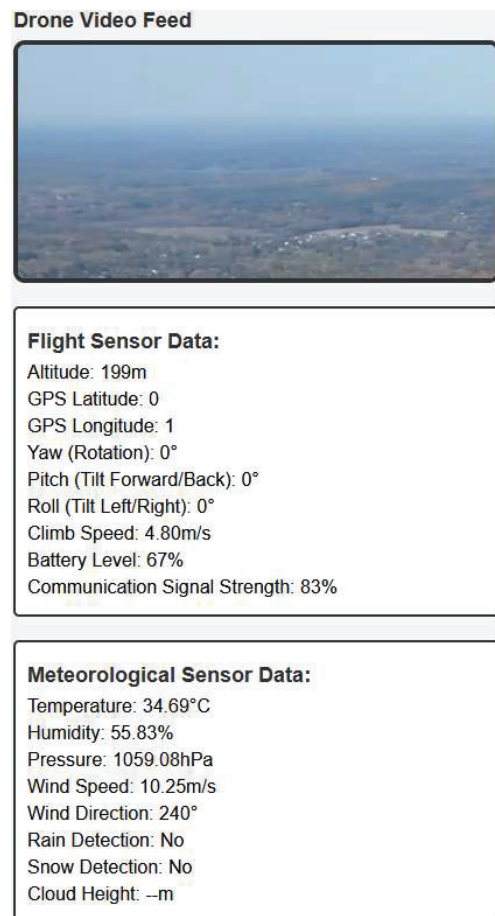 Drone Video Feed
Flight Sensor Data:
Altitude: 199m
GPS Latitude: 0
GPS Longitude: 1
Yaw (Rotation): 0°
Pitch (Tilt Forward/Back): 0°
Roll (Tilt Left/Right): 0°
Climb Speed: 4.80m/s
Battery Level: 67%
Communication Signal Strength: 83%
Meteorological Sensor Data:
Temperature: 34.69°C
Humidity: 55.83%
Pressure: 1059.08hPa
Wind Speed: 10.25m/s
Wind Direction: 240°
Rain Detection: No
Snow Detection: No
Cloud Height: --m